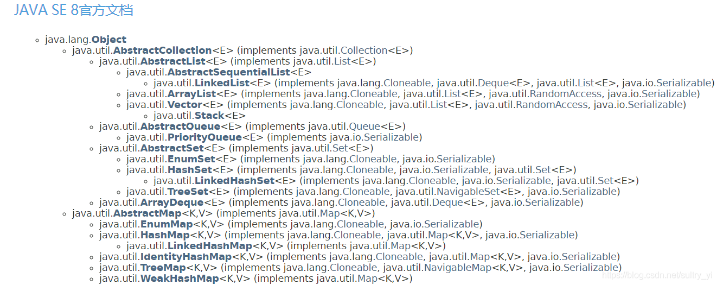 JAVA SE 8官方文档
java.lang.Object
java.util.AbstractCollection<E> (implements java.util.Collection<E>)
java.util.AbstractList<E> (implements java.util.List<E>)
java.util.AbstractSequentialList<E>
java.util.LinkedList<E> (implements java.lang.Cloneable, java.util.Deque<E>, java.util.List<E>, java.io.Serializable)
java.util.ArrayList<E> (implements java.lang.Cloneable, java.util.List<E>, java.util.RandomAccess, java.io.Serializable)
java.util.Vector<E> (implements java.lang.Cloneable, java.util.List<E>, java.util.RandomAccess, java.io.Serializable)
java.util.Stack<E>
java.util.AbstractQueue<E> (implements java.util.Queue<E>)
java.util.PriorityQueue<E> (implements java.io.Serializable)
java.util.AbstractSet<E> (implements java.util.Set<E>)
java.util.EnumSet<E> (implements java.lang.Cloneable, java.io.Serializable)
java.util.HashSet<E> (implements java.lang.Cloneable, java.io.Serializable, java.util.Set<E>)
java.util.LinkedHashSet<E> (implements java.lang.Cloneable, java.io.Serializable, java.util.Set<E>)
java.util.TreeSet<E> (implements java.lang.Cloneable, java.util.NavigableSet<E>, java.io.Serializable)
java.util.ArrayDeque<E> (implements java.lang.Cloneable, java.util.Deque<E>, java.io.Serializable)
java.util.AbstractMap<K,V> (implements java.util.Map<K,V>)
java.util.EnumMap<K,V> (implements java.lang.Cloneable, java.io.Serializable)
java.util.HashMap<K,V> (implements java.lang.Cloneable, java.util.Map<K,V>, java.io.Serializable)
java.util.LinkedHashMap<K,V> (implements java.util.Map<K,V>)
java.util.IdentityHashMap<K,V> (implements java.lang.Cloneable, java.util.Map<K,V>, java.io.Serializable)
java.util.TreeMap<K,V> (implements java.lang.Cloneable, java.util.NavigableMap<K,V>, java.io.Serializable)
java.util.WeakHashMap<K,V> (implements java.util.Map<K,V>)